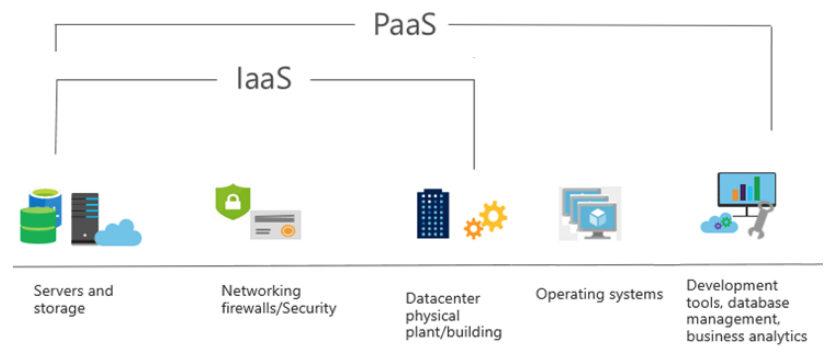 PaaS
IaaS
Servers and
storage
Networking
firewalls/Security
Datacenter
physical
plant/building
Operating systems
Development
tools, database
management,
business analytics